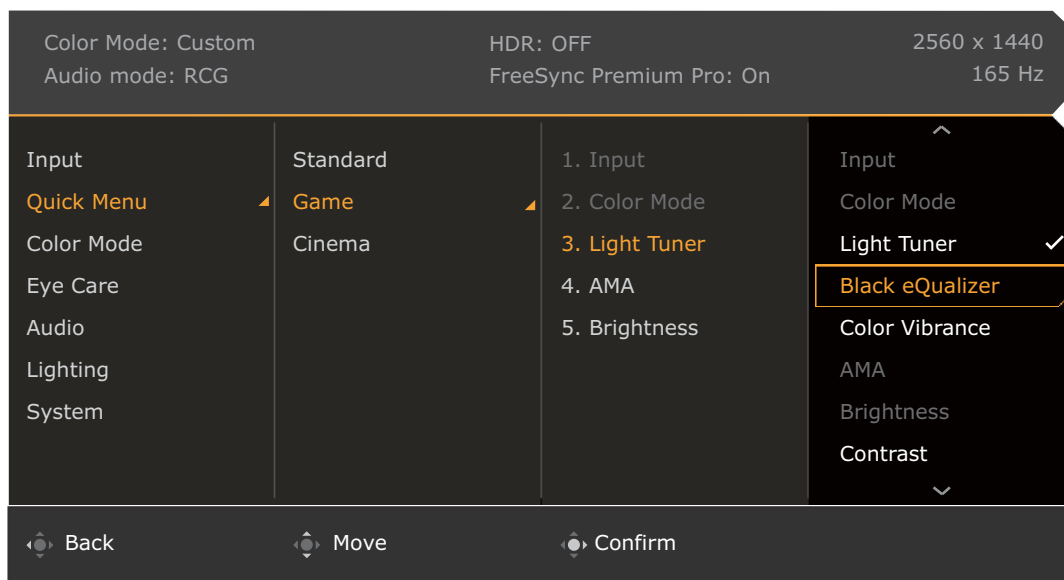 Color Mode: Custom
Audio mode: RCG
HDR: OFF
FreeSync Premium Pro: On
2560 x 1440
165 Hz
Input
Quick Menu
Color Mode
Eye Care
Audio
Lighting
System
Standard
Game
Cinema
1. Input
2. Color Mode
3. Light Tuner
4. AMA
5. Brightness
Input
Color Mode
Light Tuner
Black eQualizer
Color Vibrance
AMA
Brightness
Contrast
Back
Move
Confirm